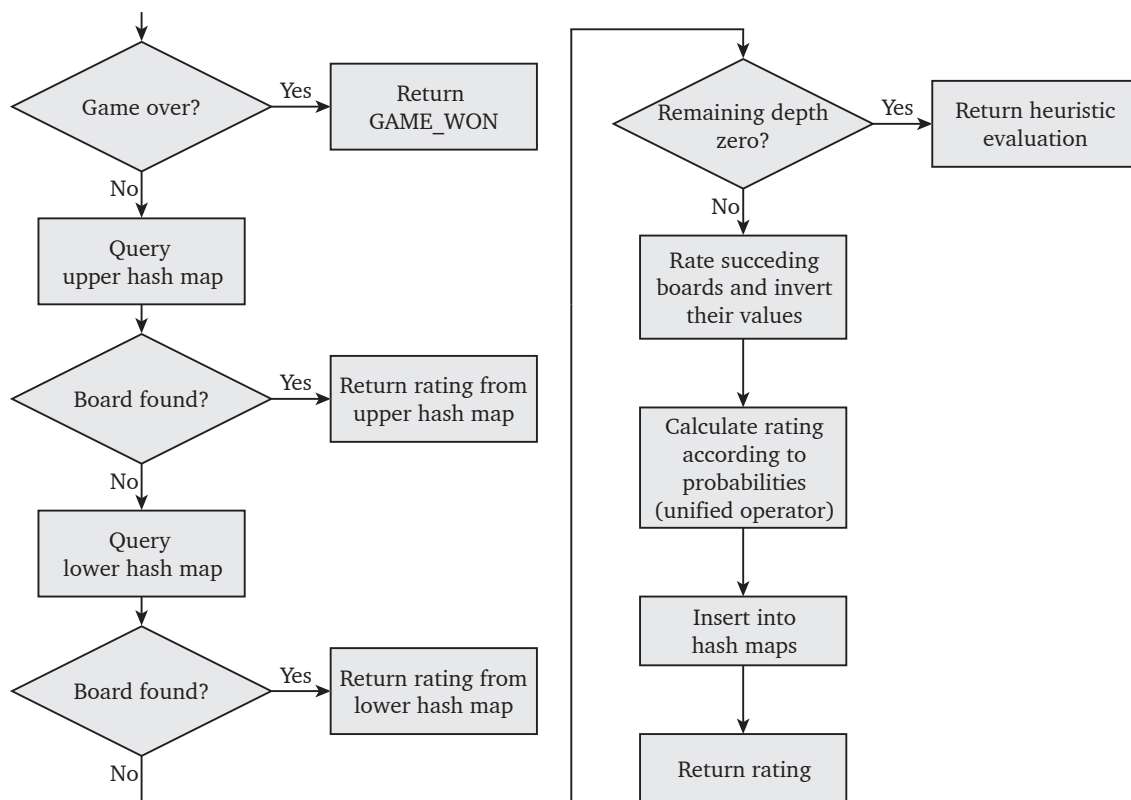 Game over?
Yes
Return
GAME_WON
No
Query
upper hash map
Board found?
Yes
Return rating from
upper hash map
No
Query
lower hash map
Board found?
Yes
Return rating from
lower hash map
No
Remaining depth
zero?
Yes
Return heuristic
evaluation
No
Rate succeding
boards and invert
their values
Calculate rating
according to
probabilities
(unified operator)
Insert into
hash maps
Return rating